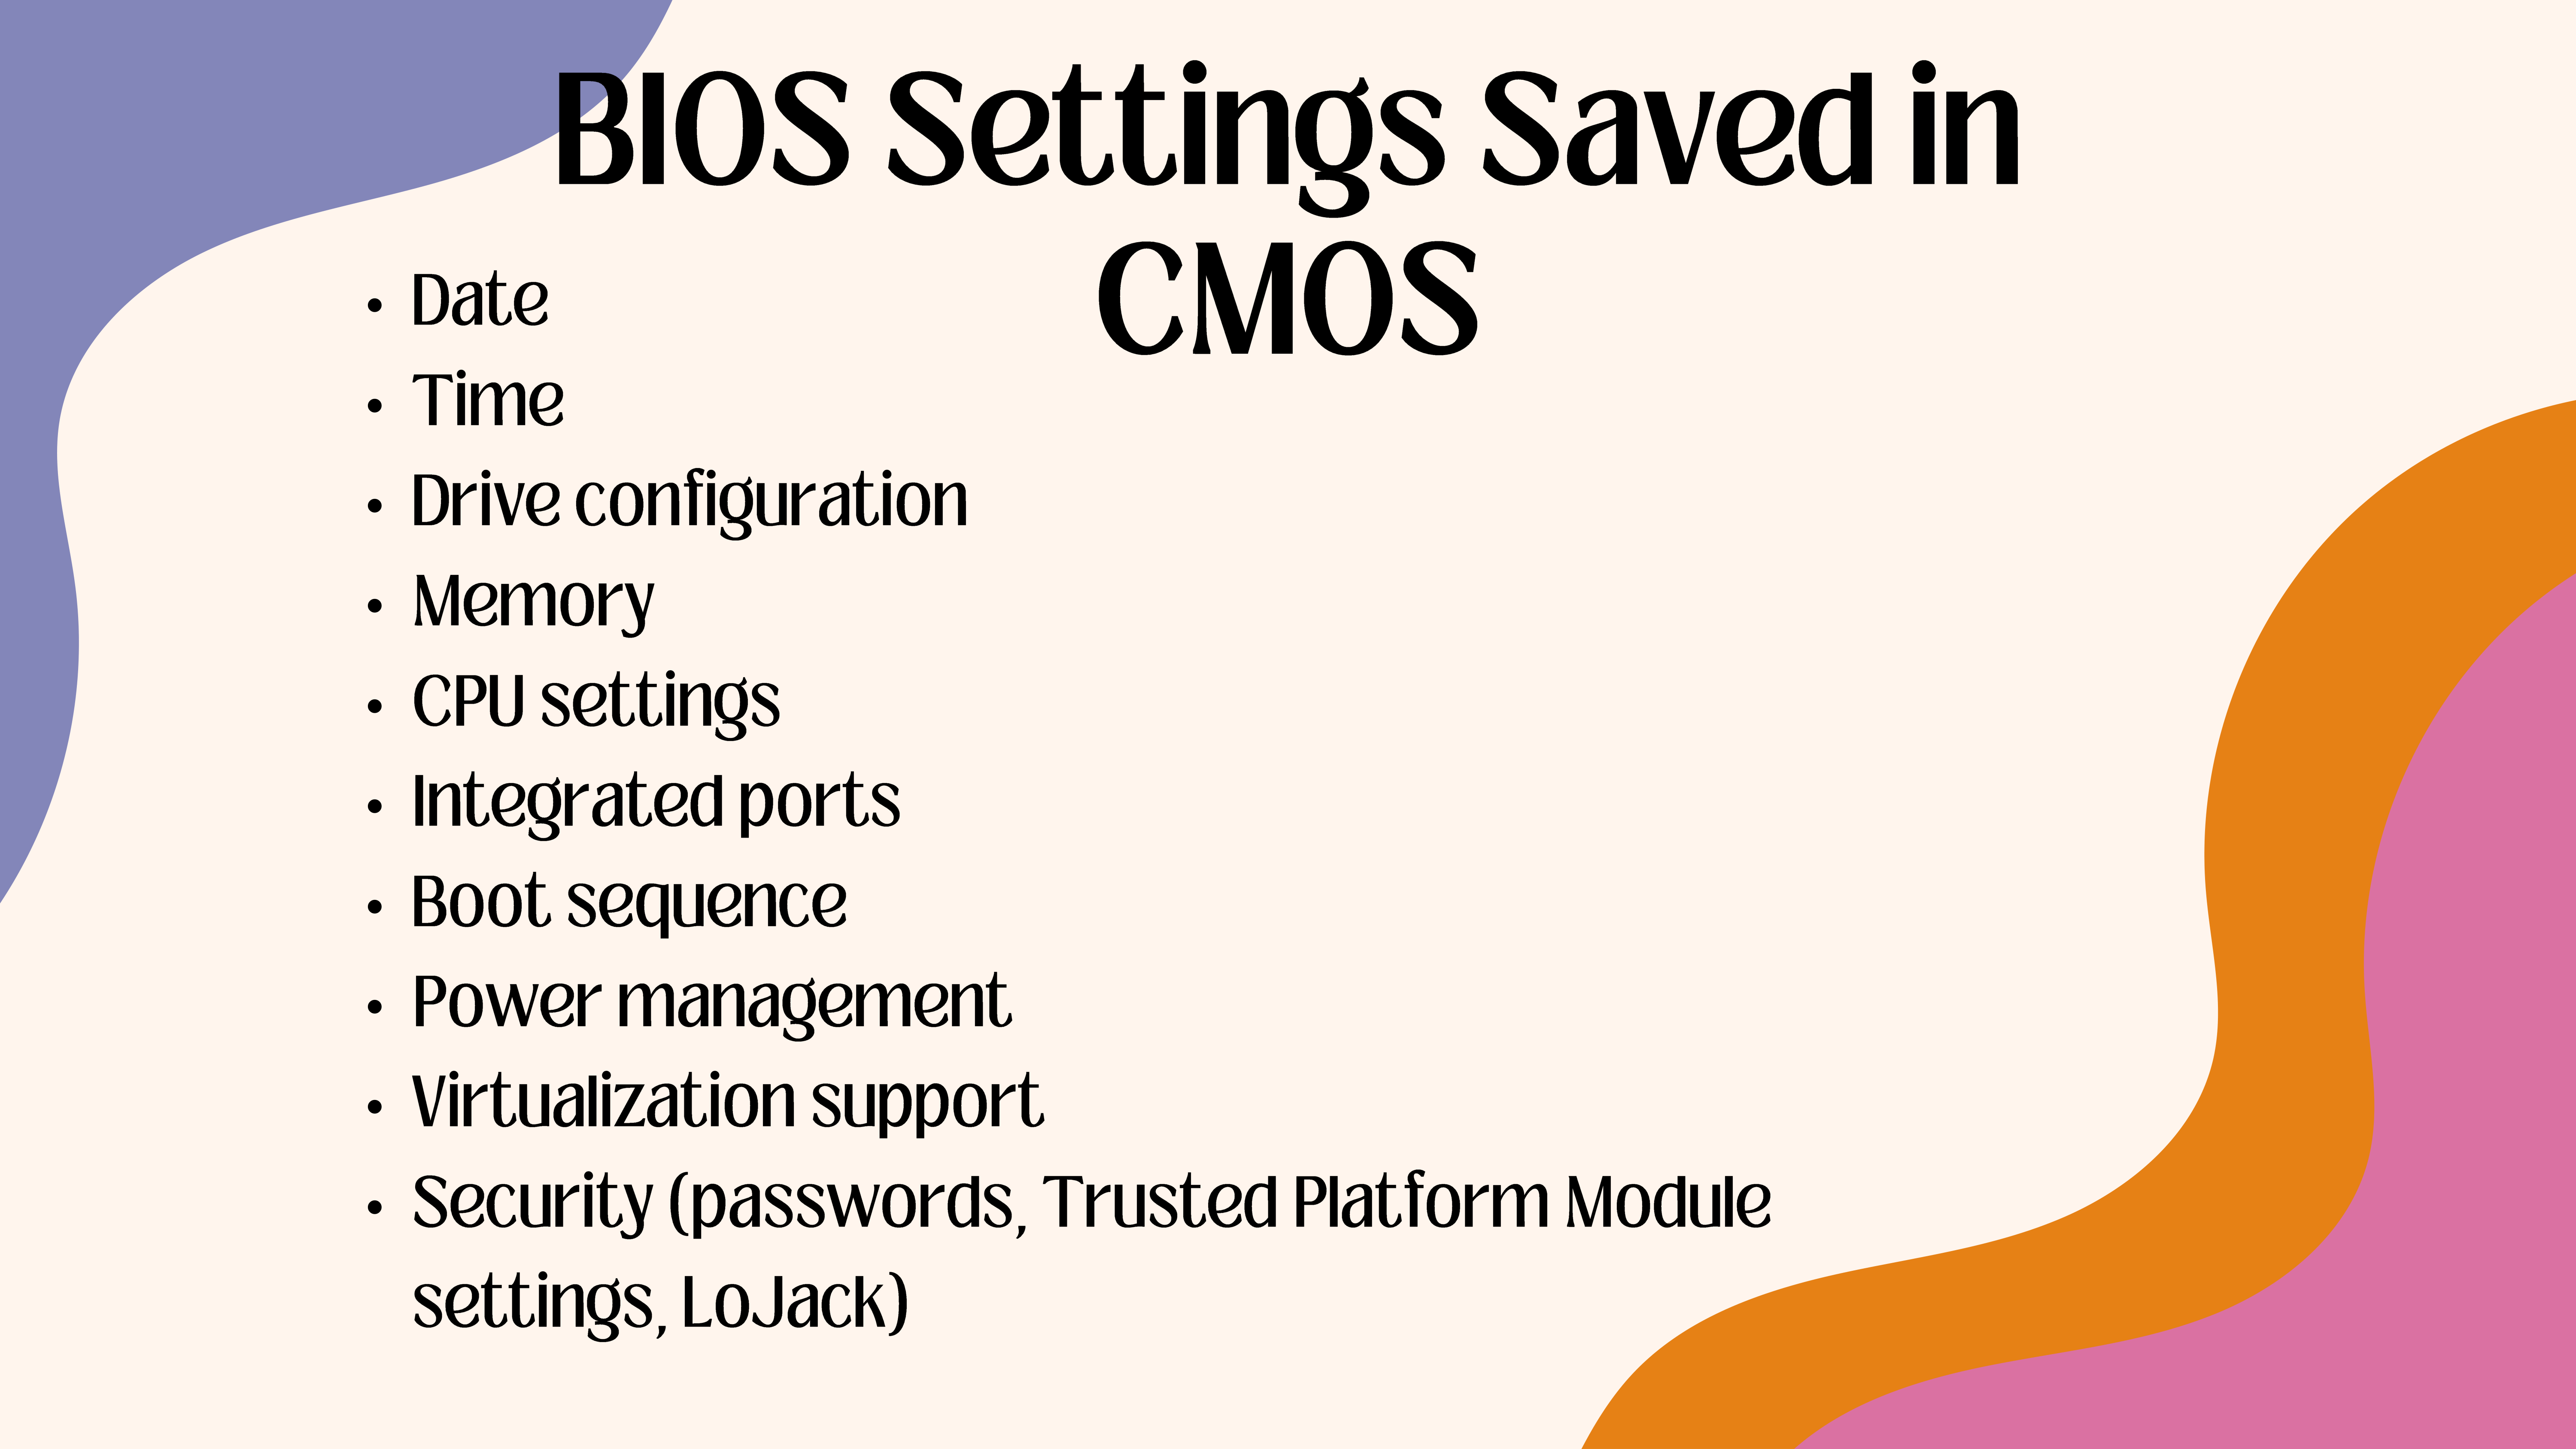 BIOS Settings Saved in
CMOS
• Date
• Time
• Drive configuration
• Memory
• CPU settings
• Integrated ports
• Boot sequence
• Power management
• Virtualization support
• Security (passwords, Trusted Platform Module
settings, LoJack)